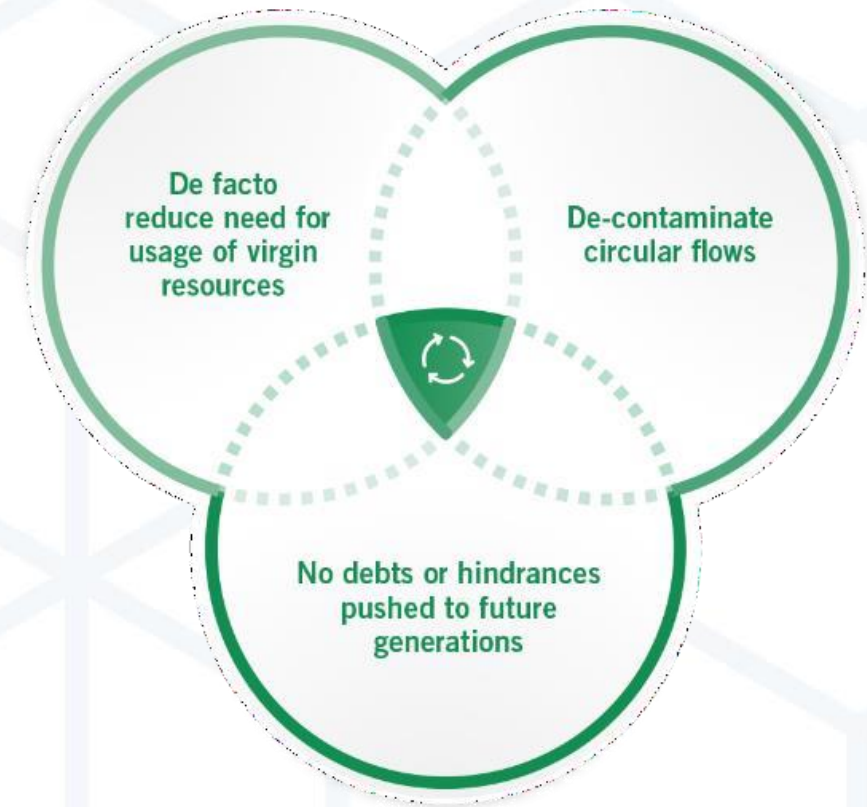 De facto
reduce need for
usage of virgin
resources
De-contaminate
circular flows
No debts or hindrances
pushed to future
generations